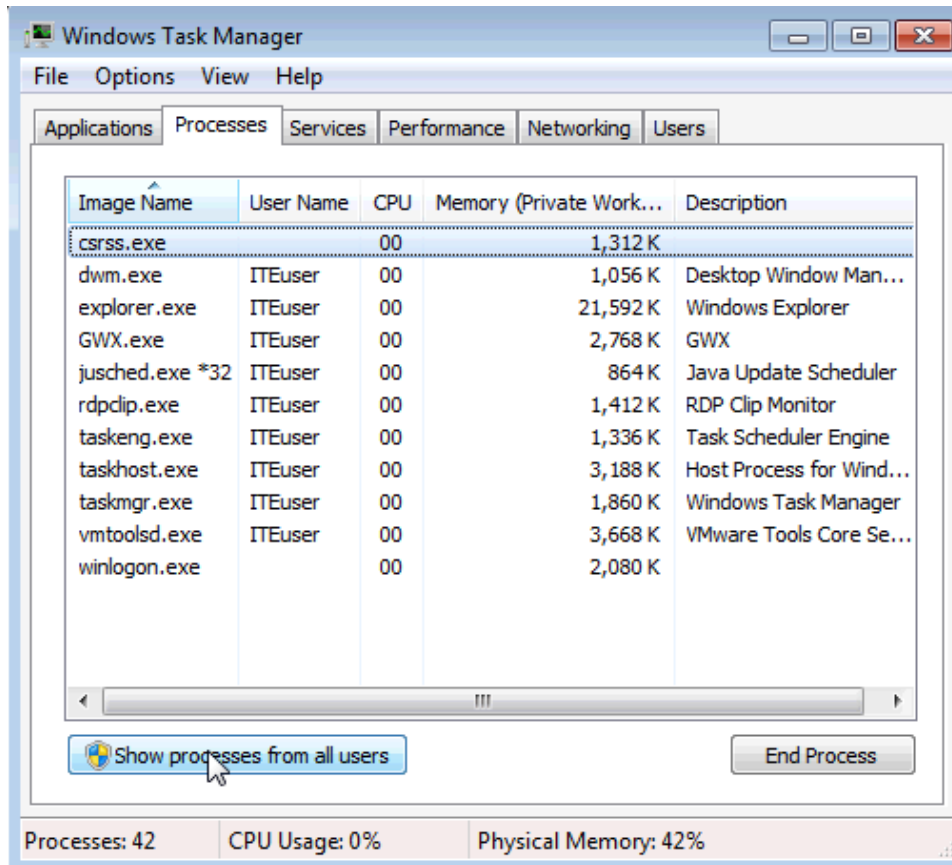 Windows Task Manager
File Options View Help
Applications Processes Services Performance Networking Users
Image Name User Name CPU Memory (Private Work... Description
csrss.exe 00 1,312 K
dwm.exe ITEuser 00 1,056 K Desktop Window Man...
explorer.exe ITEuser 00 21,592 K Windows Explorer
GWX.exe ITEuser 00 2,768 K GWX
jusched.exe *32 ITEuser 00 864 K Java Update Scheduler
rdpclip.exe ITEuser 00 1,412 K RDP Clip Monitor
taskeng.exe ITEuser 00 1,336 K Task Scheduler Engine
taskhost.exe ITEuser 00 3,188 K Host Process for Wind...
taskmgr.exe ITEuser 00 1,860 K Windows Task Manager
vmtoolsd.exe ITEuser 00 3,668 K VMware Tools Core Se...
winlogon.exe 00 2,080 K
Show processes from all users End Process
Processes: 42 CPU Usage: 0% Physical Memory: 42%